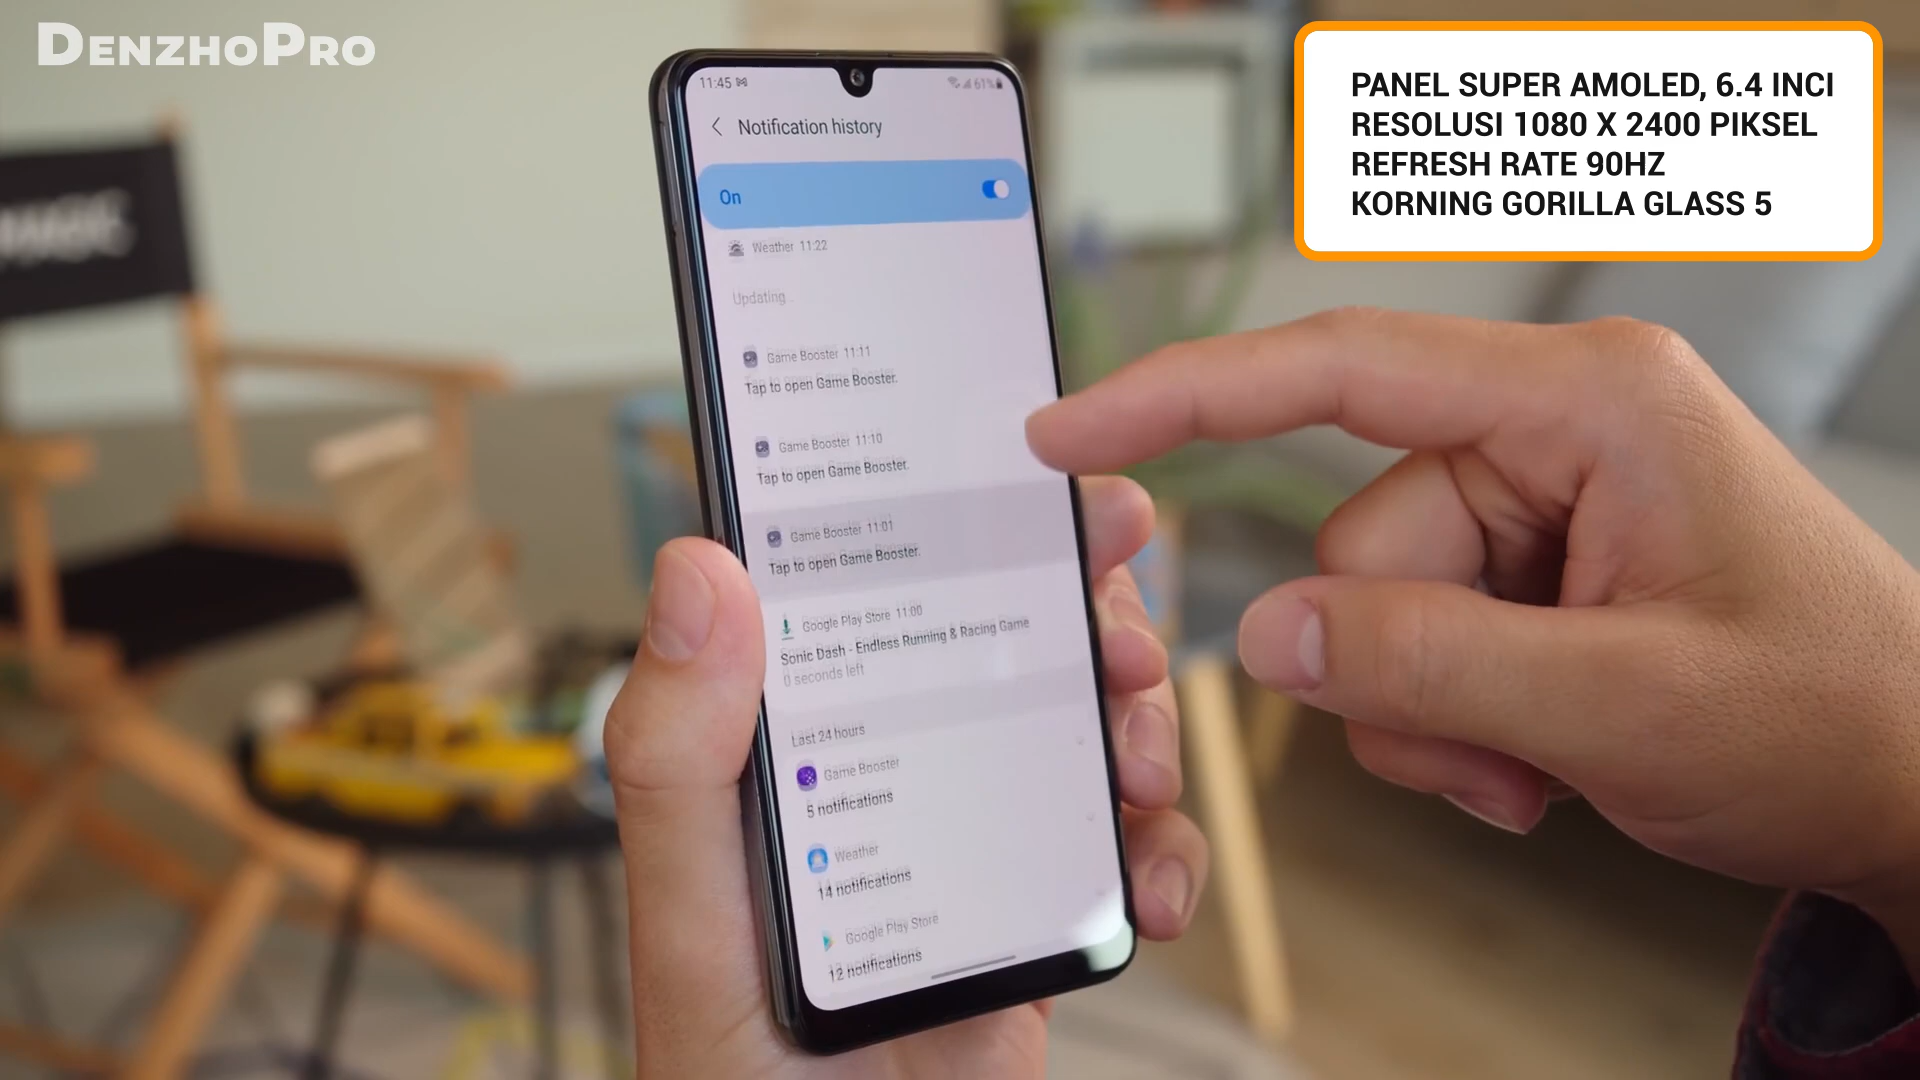 DENZHOPRO
PANEL SUPER AMOLED, 6.4 INCI
RESOLUSI 1080 X 2400 PIKSEL
REFRESH RATE 90HZ
KORNING GORILLA GLASS 5
11:45
61%
Notification history
On
Weather 11:22
Updating...
Game Booster 11:11
Tap to open Game Booster.
Game Booster 11:10
Tap to open Game Booster.
Game Booster 11:01
Tap to open Game Booster.
Google Play Store 11:00
Sonic Dash - Endless Running & Racing Game
0 seconds left
Last 24 hours
Game Booster
5 notifications
Weather
14 notifications
Google Play Store
12 notifications